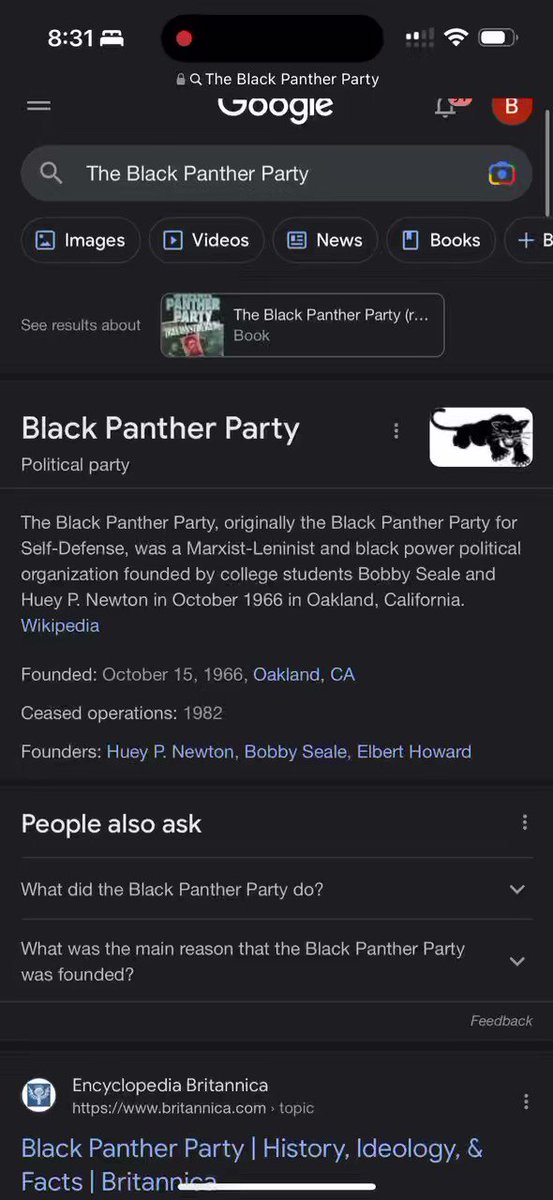 8:31
The Black Panther Party
Google
B
The Black Panther Party
Images
Videos
News
Books
B
See results about
PANTHER
PARTY
The Black Panther Party (r...
Book
Black Panther Party
Political party
The Black Panther Party, originally the Black Panther Party for
Self-Defense, was a Marxist-Leninist and black power political
organization founded by college students Bobby Seale and
Huey P. Newton in October 1966 in Oakland, California.
Wikipedia
Founded: October 15, 1966, Oakland, CA
Ceased operations: 1982
Founders: Huey P. Newton, Bobby Seale, Elbert Howard
People also ask
What did the Black Panther Party do?
What was the main reason that the Black Panther Party
was founded?
Feedback
Encyclopedia Britannica
https://www.britannica.com › topic
Black Panther Party | History, Ideology, &
Facts | Britannica